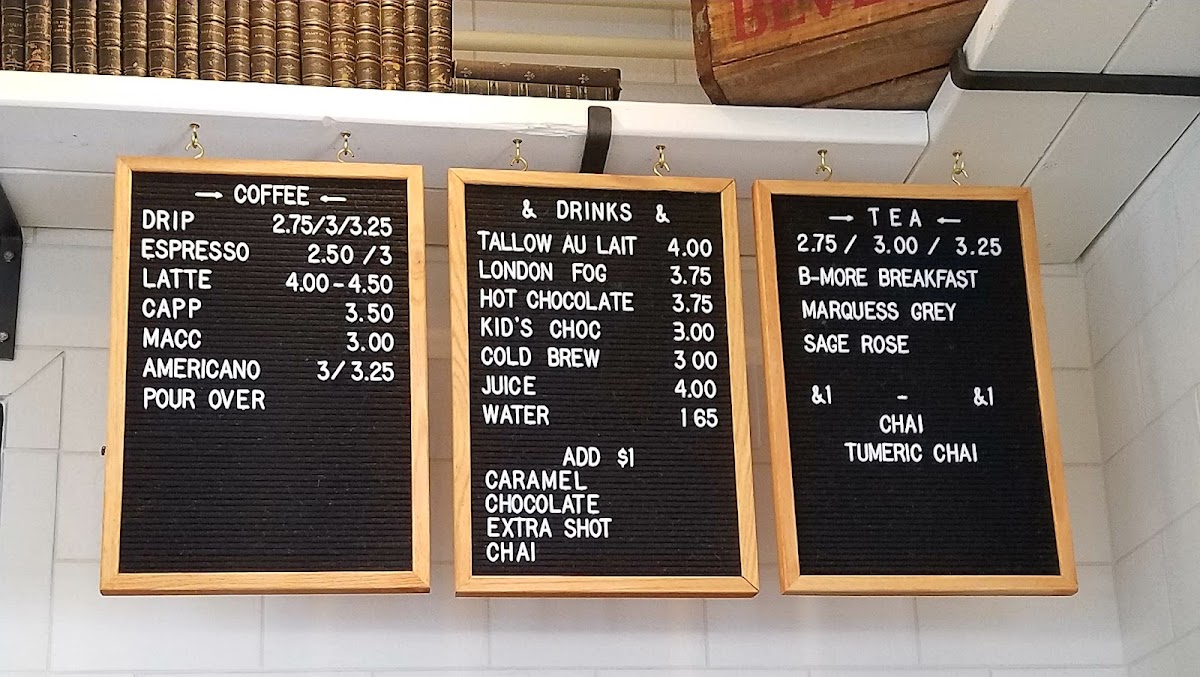 BEV
→ COFFEE ←
DRIP 2.75/3/3.25
ESPRESSO 2.50 /3
LATTE 4.00-4.50
CAPP 3.50
MACC 3.00
AMERICANO 3/3.25
POUR OVER
& DRINKS &
TALLOW AU LAIT 4.00
LONDON FOG 3.75
HOT CHOCOLATE 3.75
KID'S CHOC 3.00
COLD BREW 3 00
JUICE 4.00
WATER 1 65
ADD $1
CARAMEL
CHOCOLATE
EXTRA SHOT
CHAI
→ TEA ←
2.75 / 3.00 / 3.25
B-MORE BREAKFAST
MARQUESS GREY
SAGE ROSE
&1 - &1
CHAI
TUMERIC CHAI